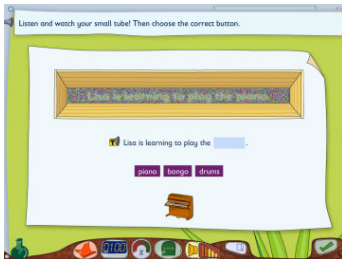 Listen and watch your small tube! Then choose the correct button.
Lisa is learning to play the piano.
Lisa is learning to play the      .
piano bongo drums